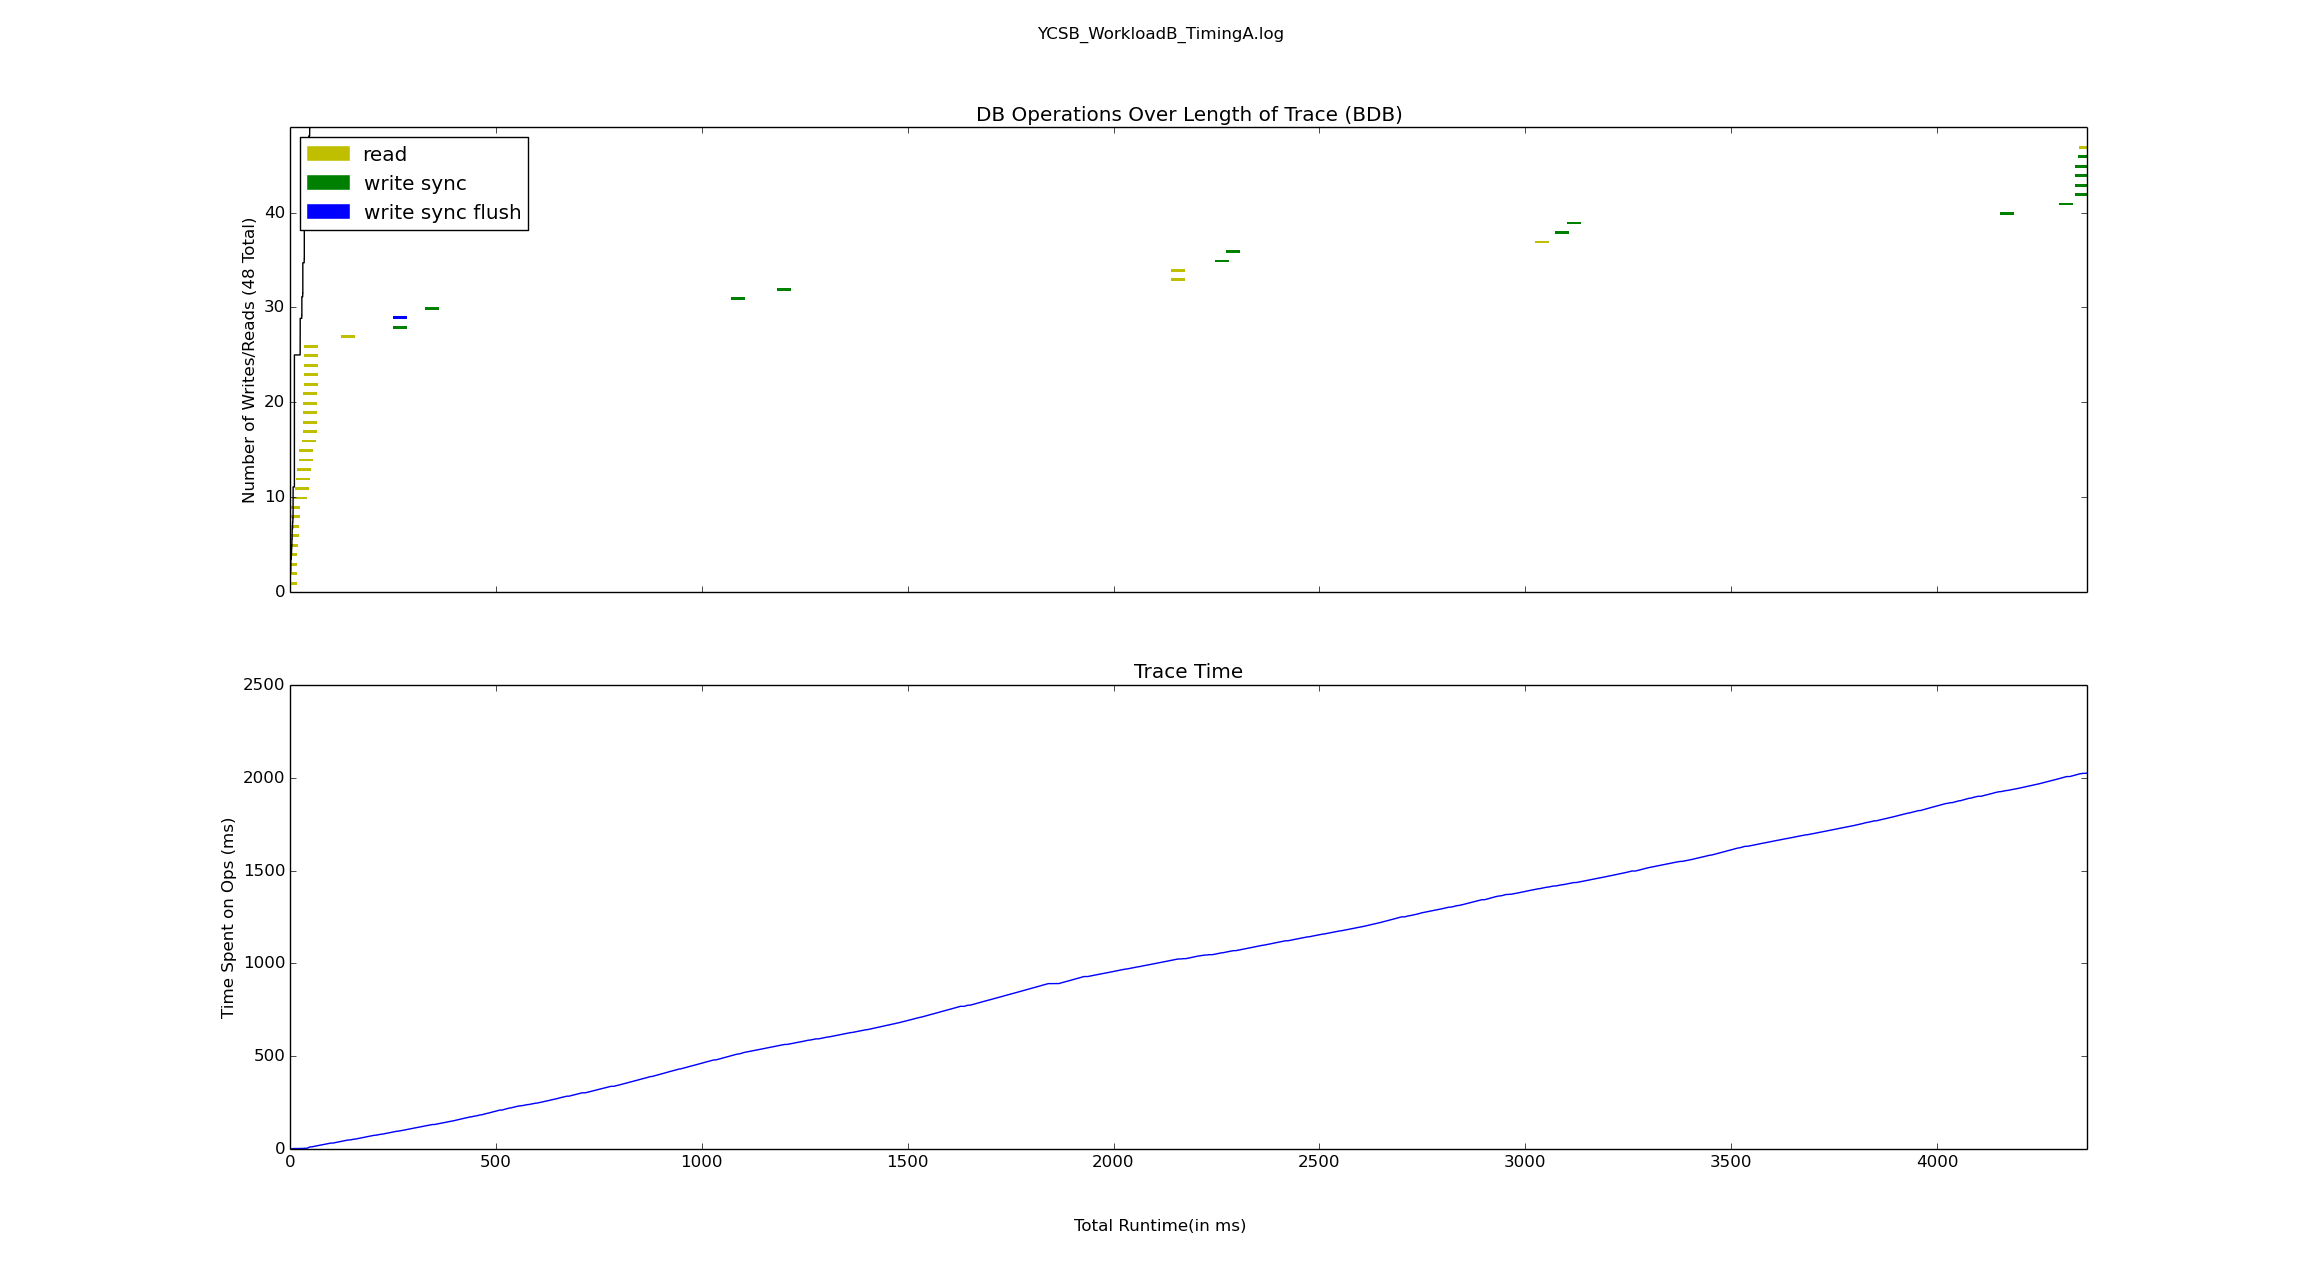 YCSB_WorkloadB_TimingA.log
DB Operations Over Length of Trace (BDB)
read
write sync
write sync flush
Number of Writes/Reads (48 Total)
40
30
20
10
0
Trace Time
Time Spent on Ops (ms)
2500
2000
1500
1000
500
0
0 500 1000 1500 2000 2500 3000 3500 4000
Total Runtime(in ms)